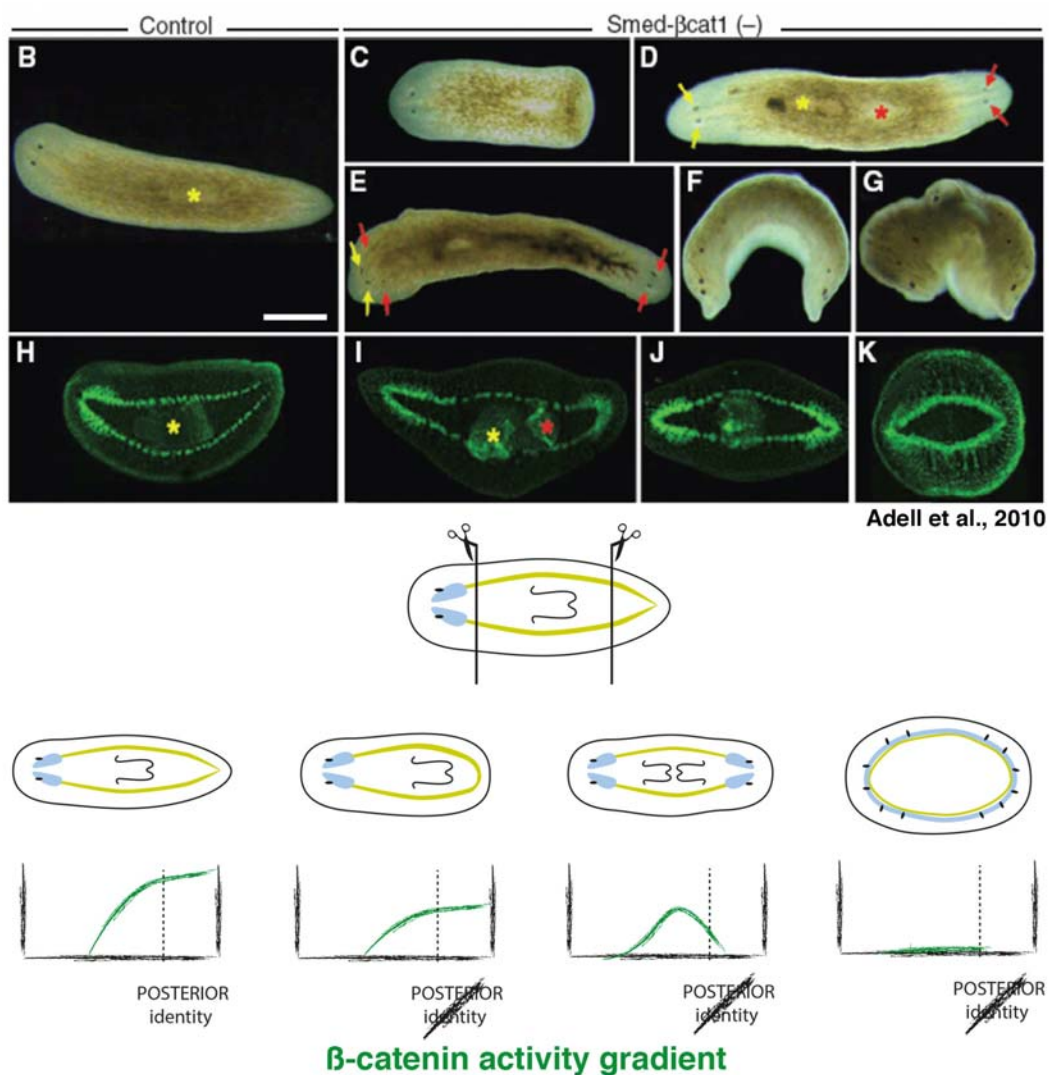 Control
Smed-βcat1 (–)
B
C
D
*
*
*
E
F
G
H
I
J
K
*
*
*
Adell et al., 2010
POSTERIOR
identity
POSTERIOR
identity
POSTERIOR
identity
POSTERIOR
identity
ß-catenin activity gradient